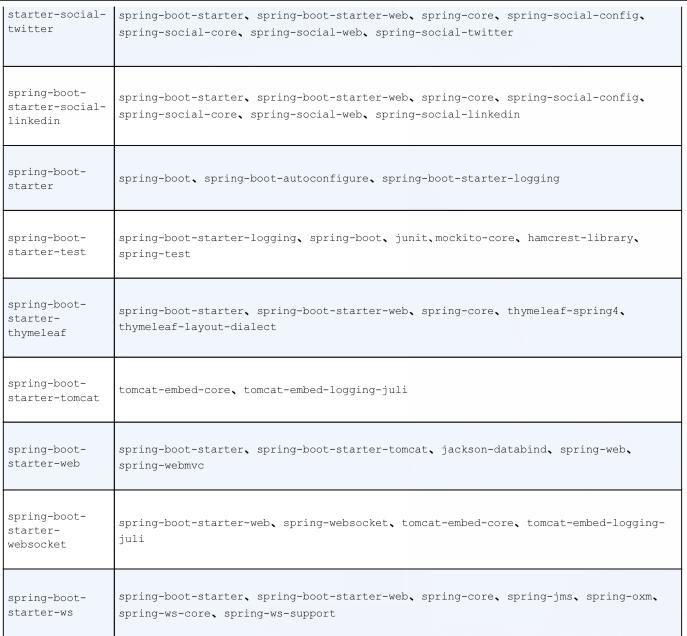 starter-social-
twitter
spring-boot-starter、spring-boot-starter-web、spring-core、spring-social-config、
spring-social-core、spring-social-web、spring-social-twitter
spring-boot-
starter-social-
linkedin
spring-boot-starter、spring-boot-starter-web、spring-core、spring-social-config、
spring-social-core、spring-social-web、spring-social-linkedin
spring-boot-
starter
spring-boot、spring-boot-autoconfigure、spring-boot-starter-logging
spring-boot-
starter-test
spring-boot-starter-logging、spring-boot、junit、mockito-core、hamcrest-library、
spring-test
spring-boot-
starter-
thymeleaf
spring-boot-starter、spring-boot-starter-web、spring-core、thymeleaf-spring4、
thymeleaf-layout-dialect
spring-boot-
starter-tomcat
tomcat-embed-core、tomcat-embed-logging-juli
spring-boot-
starter-web
spring-boot-starter、spring-boot-starter-tomcat、jackson-databind、spring-web、
spring-webmvc
spring-boot-
starter-
websocket
spring-boot-starter-web、spring-websocket、tomcat-embed-core、tomcat-embed-logging-
juli
spring-boot-
starter-ws
spring-boot-starter、spring-boot-starter-web、spring-core、spring-jms、spring-oxm、
spring-ws-core、spring-ws-support